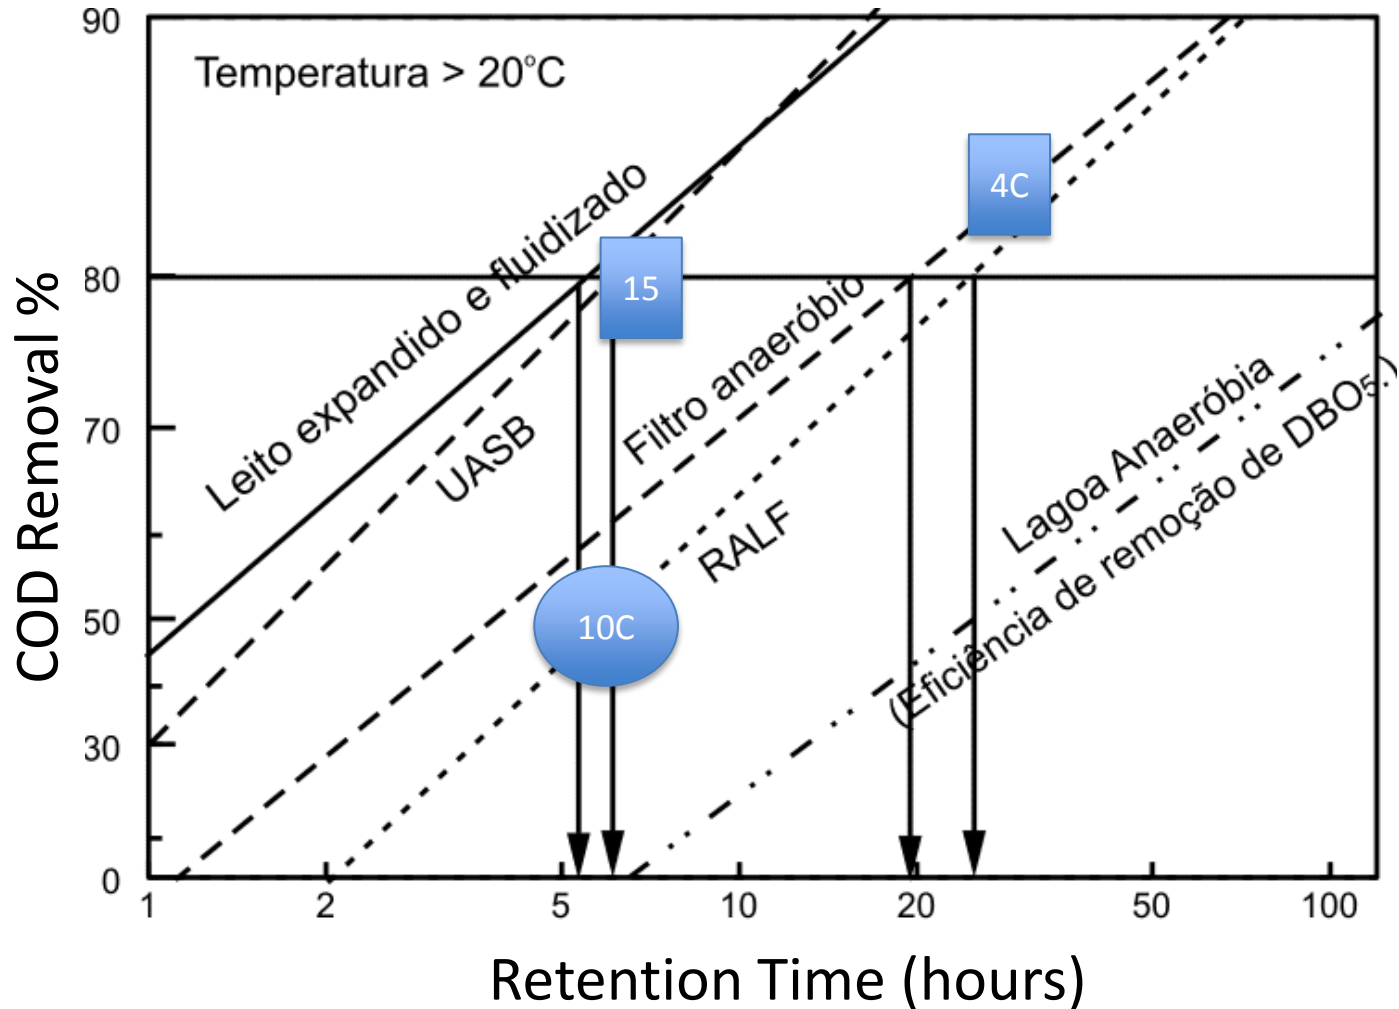 90
Temperatura > 20°C
4C
Leito expandido e fluidizado
80
15
Filtro anaeróbio
UASB
70
Lagoa Anaeróbia
(Eficiência de remoção de DBO₅.)
RALF
COD Removal %
50
10C
30
0
1 2 5 10 20 50 100
Retention Time (hours)